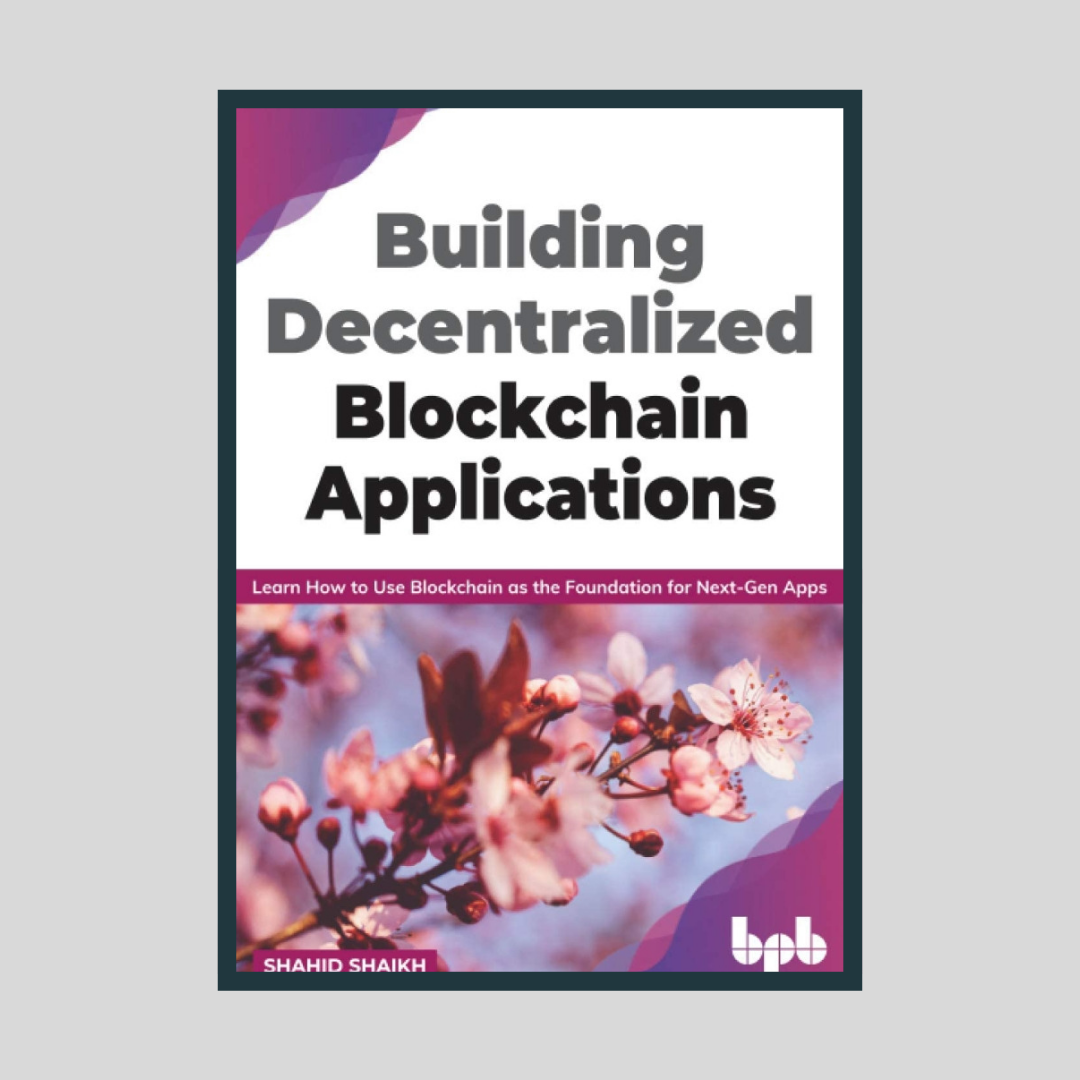 Building
Decentralized
Blockchain
Applications
Learn How to Use Blockchain as the Foundation for Next-Gen Apps
SHAHID SHAIKH
bpb